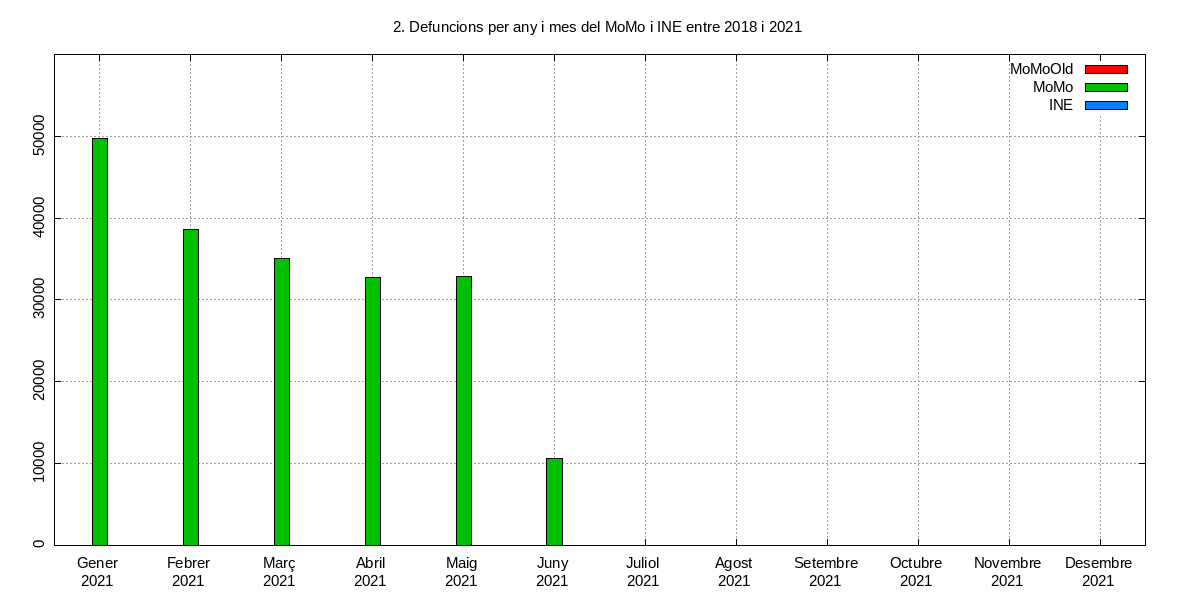 2. Defuncions per any i mes del MoMo i INE entre 2018 i 2021
MoMoOld
MoMo
INE
50000
40000
30000
20000
10000
0
Gener Febrer Març Abril Maig Juny Juliol Agost Setembre Octubre Novembre Desembre
2021 2021 2021 2021 2021 2021 2021 2021 2021 2021 2021 2021